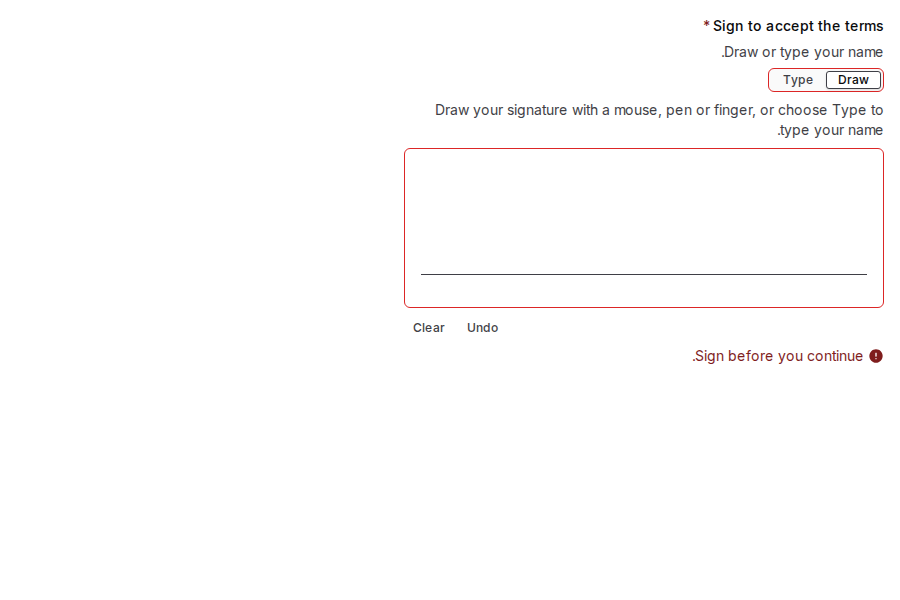 Sign to accept the terms *
Draw or type your name.
Draw Type
Draw your signature with a mouse, pen or finger, or choose Type to
type your name.
Undo Clear
Sign before you continue.